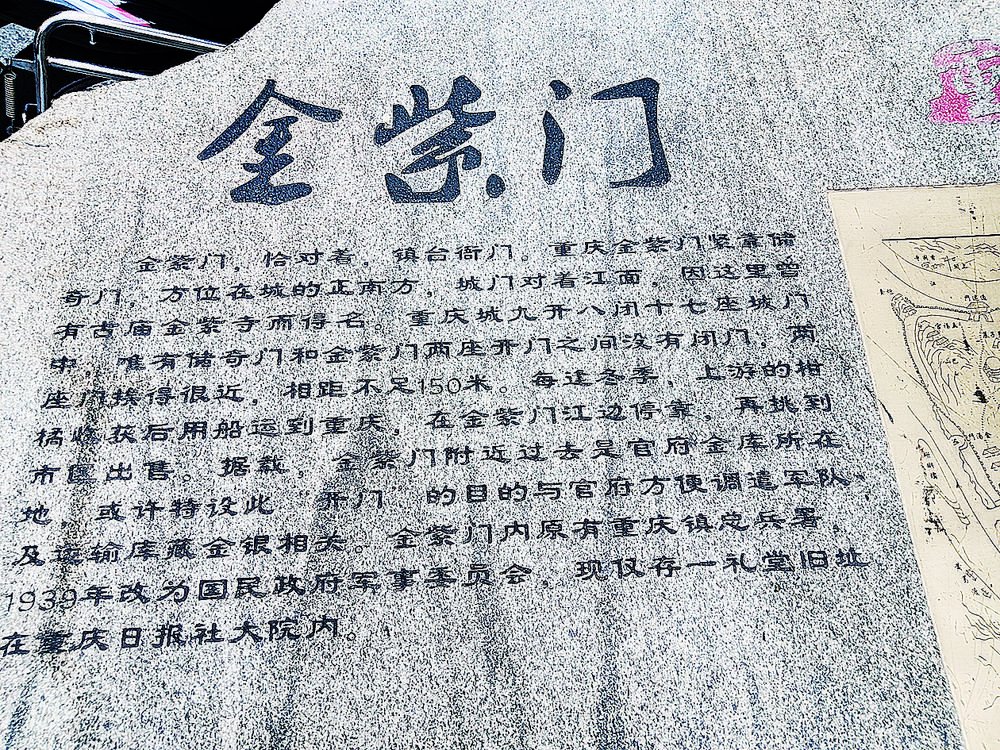 金紫门
金紫门，恰对着，镇台衙门。重庆金紫门紧靠储
奇门，方位在城的正南方，城门对着江面，因这里曾
有古庙金紫寺而得名。重庆城九开八闭十七座城门
中，唯有储奇门和金紫门两座开门之间没有闭门，两
座门挨得很近，相距不足150米。每逢冬季，上游的柑
橘收获后用船运到重庆，在金紫门江边停靠，再挑到
市区出售。据载，金紫门附近过去是官府金库所在
地，或许特设此“开门”的目的与官府方便调遣军队，
及运输库藏金银相关。金紫门内原有重庆镇总兵署，
1939年改为国民政府军事委员会，现仅存一礼堂旧址，
在重庆日报社大院内。